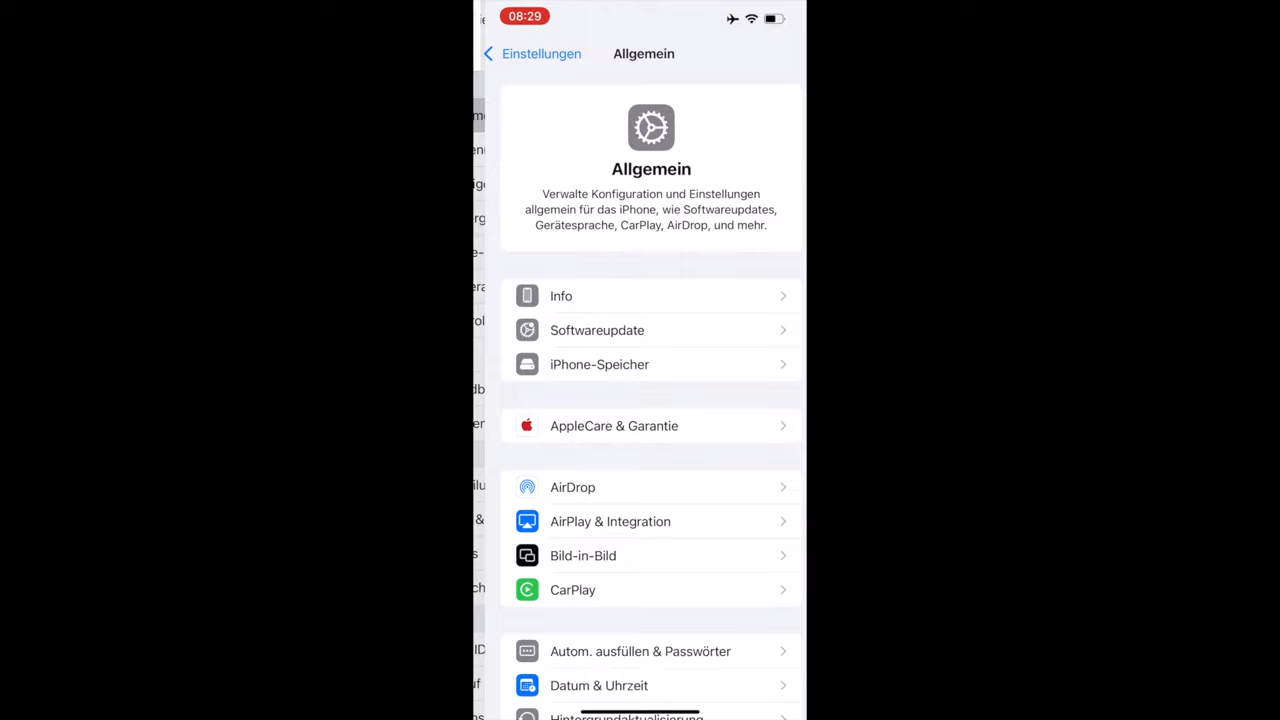 08:29
Einstellungen
Allgemein
Allgemein
Verwalte Konfiguration und Einstellungen
allgemein für das iPhone, wie Softwareupdates,
Gerätesprache, CarPlay, AirDrop, und mehr.
Info
Softwareupdate
iPhone-Speicher
AppleCare & Garantie
AirDrop
AirPlay & Integration
Bild-in-Bild
CarPlay
Autom. ausfüllen & Passwörter
Datum & Uhrzeit
Hintergrundaktualisierung